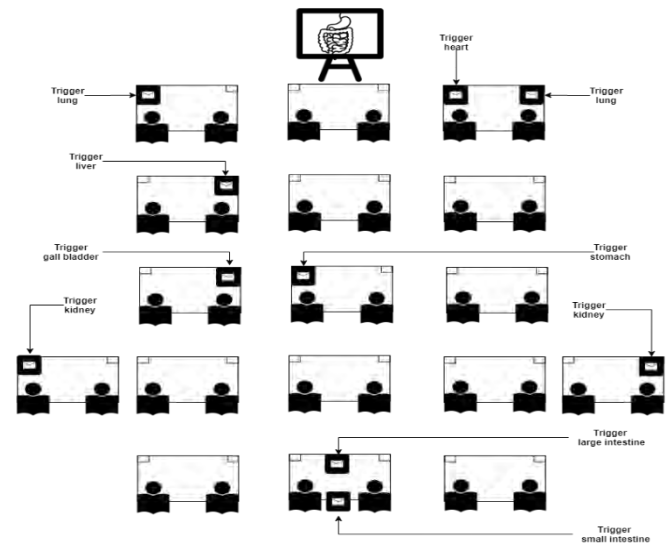 Trigger
heart
Trigger
lung
Trigger
lung
Trigger
liver
Trigger
gall bladder
Trigger
stomach
Trigger
kidney
Trigger
kidney
Trigger
large intestine
Trigger
small intestine